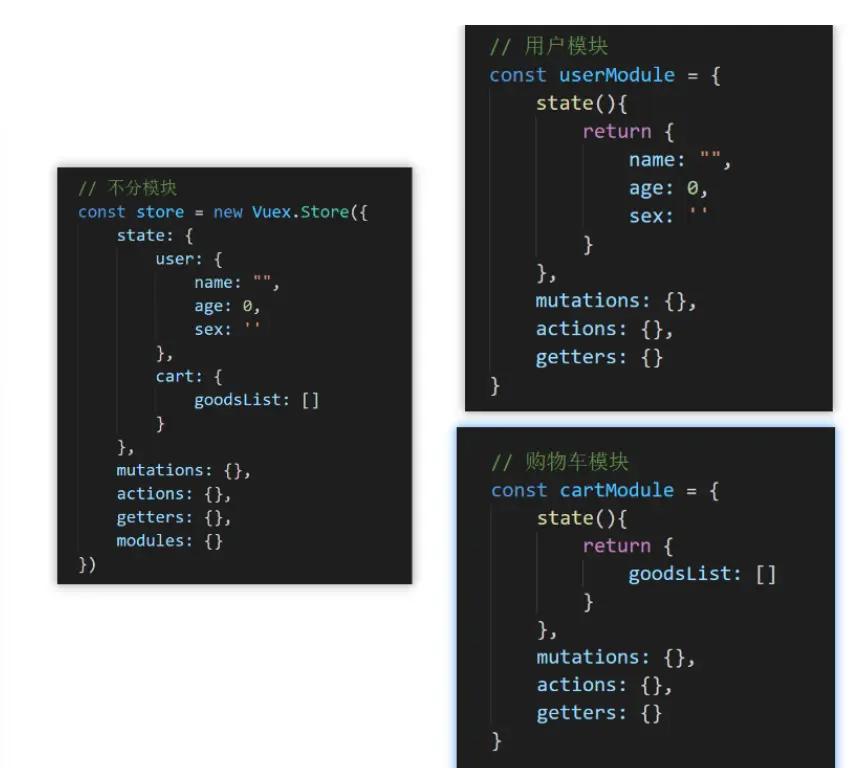 // 不分模块
const store = new Vuex.Store({
    state: {
        user: {
            name: "",
            age: 0,
            sex: ''
        },
        cart: {
            goodsList: []
        }
    },
    mutations: {},
    actions: {},
    getters: {},
    modules: {}
})
// 用户模块
const userModule = {
    state(){
        return {
            name: "",
            age: 0,
            sex: ''
        }
    },
    mutations: {},
    actions: {},
    getters: {}
}
// 购物车模块
const cartModule = {
    state(){
        return {
            goodsList: []
        }
    },
    mutations: {},
    actions: {},
    getters: {}
}